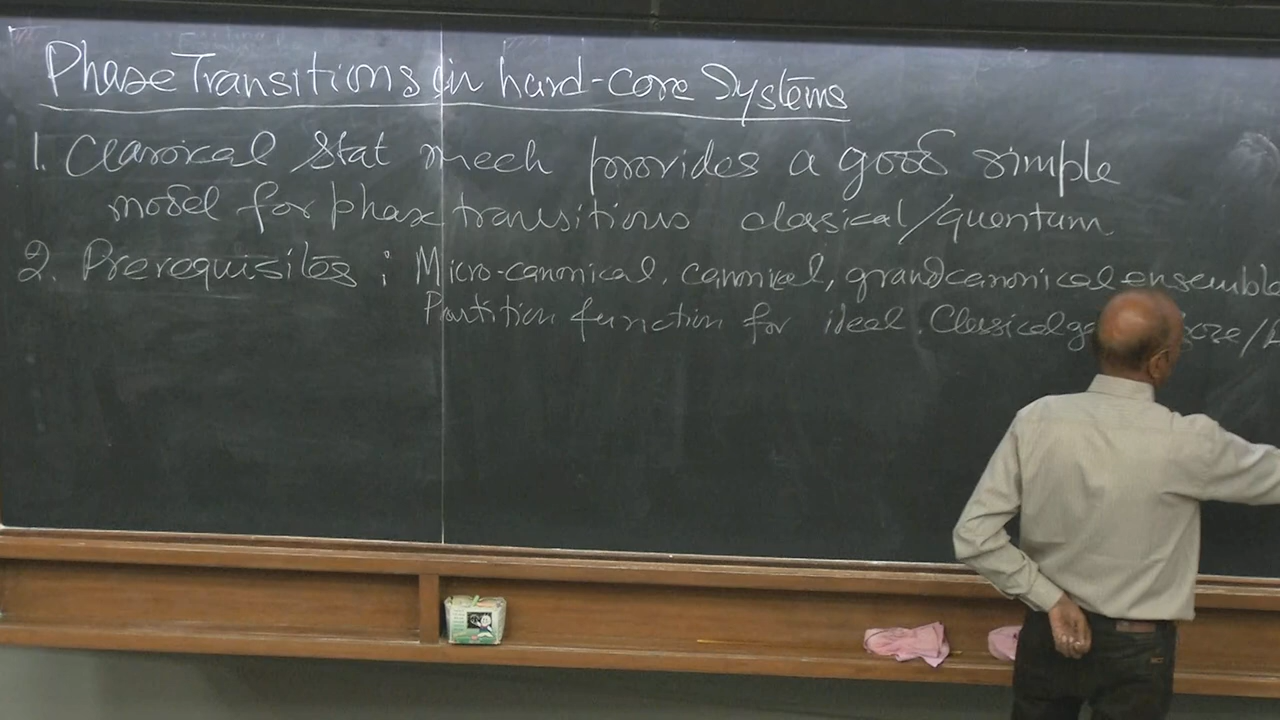 Phase Transitions in hard-core Systems
1. Classical Stat mech provides a good simple
model for phase transitions classical/quantum
2. Prerequisites : Micro-canonical, canonical, grandcanonical ensemble
Partition function for ideal Classical